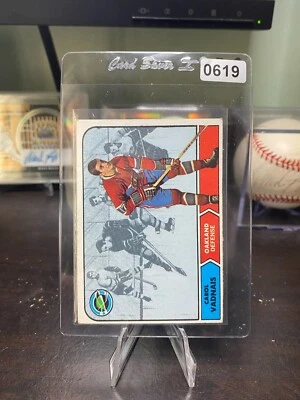 Card Saver I
0619
OAKLAND
DEFENSE
CAROL
VADNAIS